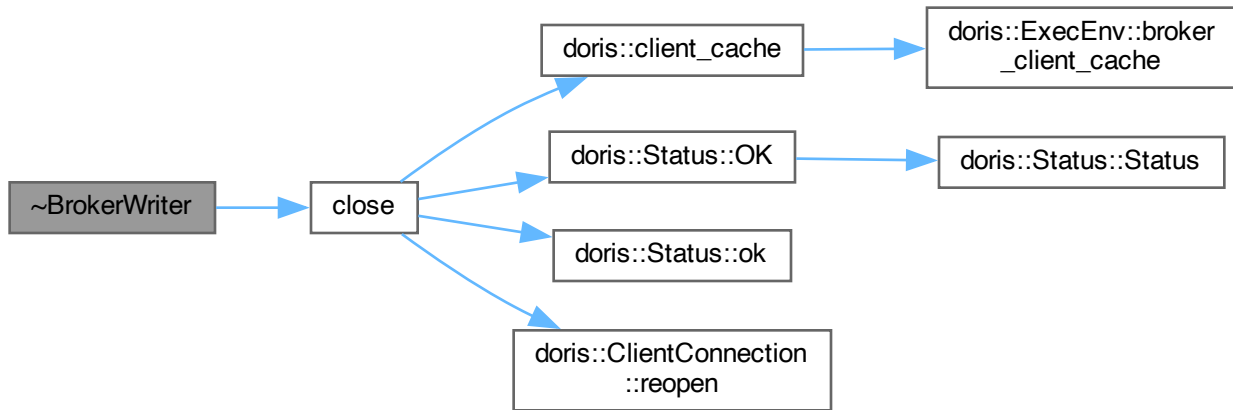 ~BrokerWriter
close
doris::client_cache
doris::ExecEnv::broker
_client_cache
doris::Status::OK
doris::Status::Status
doris::Status::ok
doris::ClientConnection
::reopen